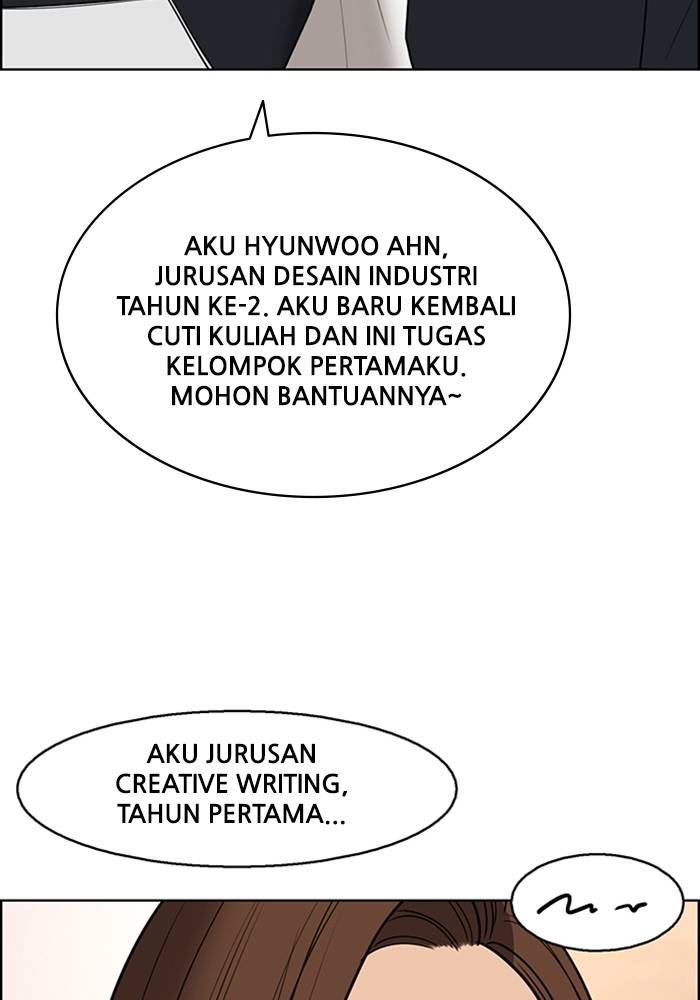 AKU HYUNWOO AHN,
JURUSAN DESAIN INDUSTRI
TAHUN KE-2. AKU BARU KEMBALI
CUTI KULIAH DAN INI TUGAS
KELOMPOK PERTAMAKU.
MOHON BANTUANNYA~
AKU JURUSAN
CREATIVE WRITING,
TAHUN PERTAMA...